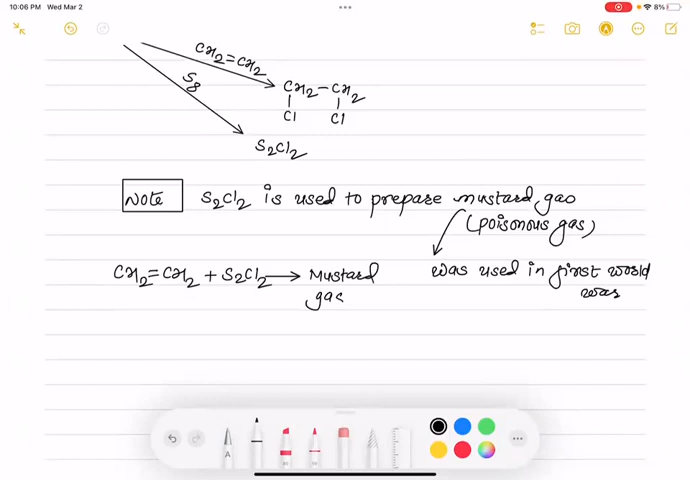 10:06 PM Wed Mar 2
8%
CH2=CH2
S8
CH2-CH2
Cl Cl
S2Cl2
Note S2Cl2 is used to prepare mustard gas
(poisonous gas)
CH2=CH2 + S2Cl2 → Mustard gas
was used in first world was
A